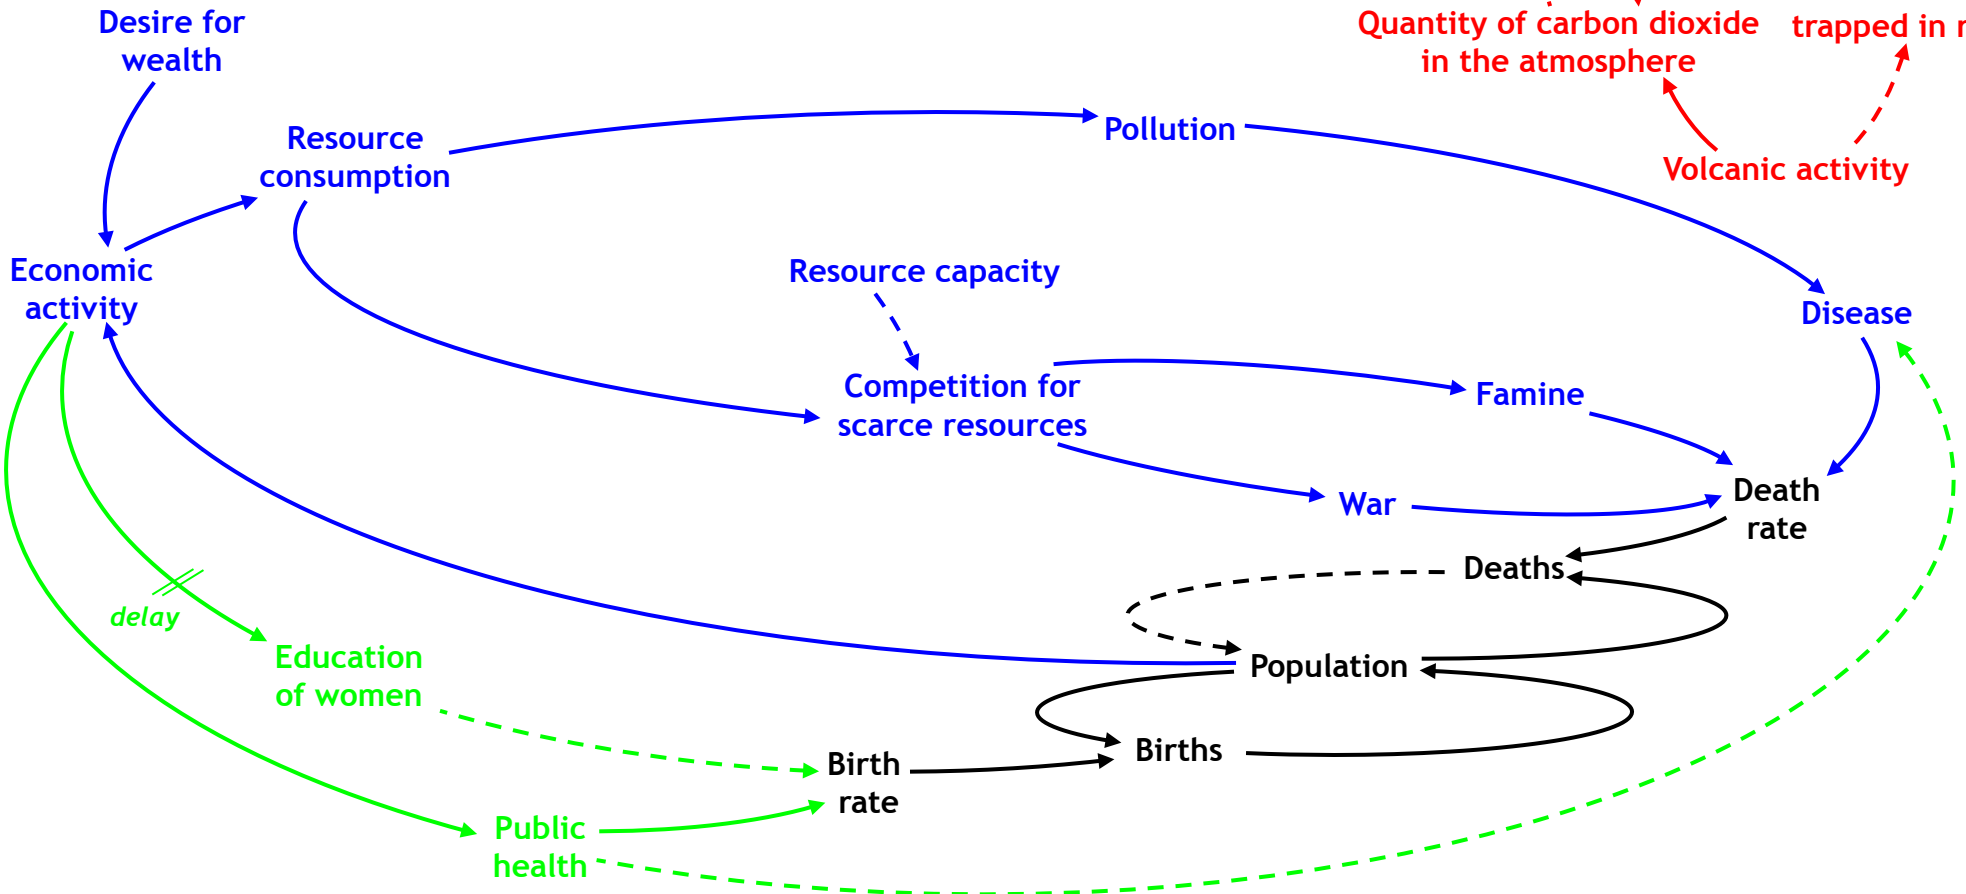 Desire for
wealth
Quantity of carbon dioxide
in the atmosphere
trapped in
Resource
consumption
Pollution
Volcanic activity
Economic
activity
Resource capacity
Disease
Competition for
scarce resources
Famine
War
Death
rate
Deaths
delay
Education
of women
Population
Births
Birth
rate
Public
health